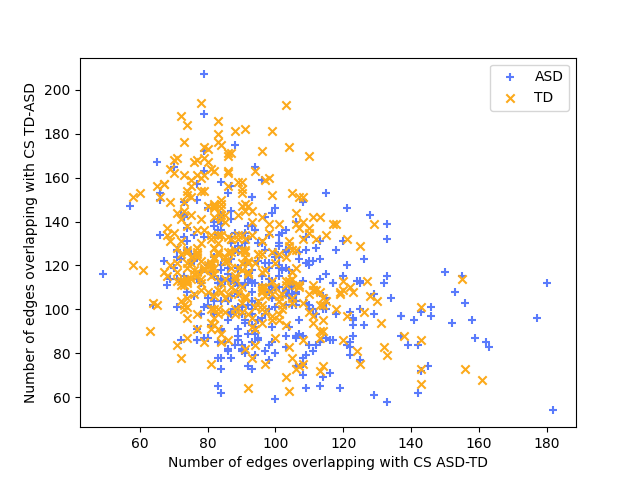 ASD
TD
Number of edges overlapping with CS TD-ASD
200
180
160
140
120
100
80
60
60 80 100 120 140 160 180
Number of edges overlapping with CS ASD-TD